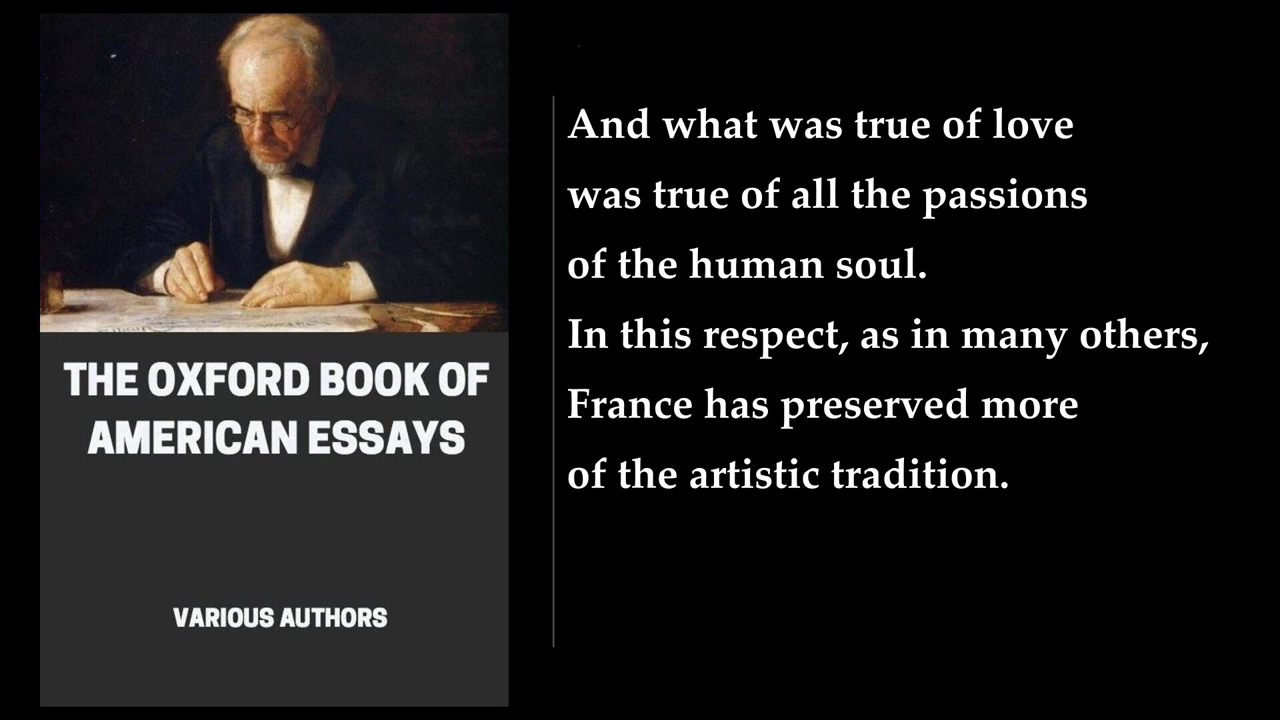 THE OXFORD BOOK OF
AMERICAN ESSAYS
VARIOUS AUTHORS
And what was true of love
was true of all the passions
of the human soul.
In this respect, as in many others,
France has preserved more
of the artistic tradition.